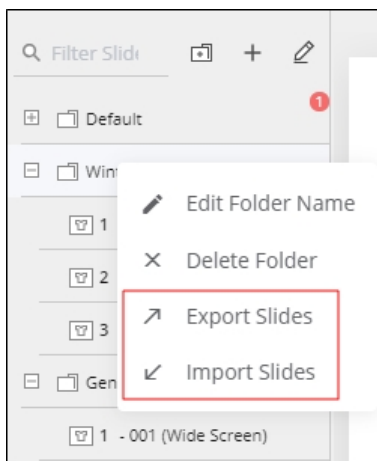 Filter Slid
1
Default
Win
Edit Folder Name
1
Delete Folder
2
Export Slides
3
Import Slides
Gen
1 - 001 (Wide Screen)